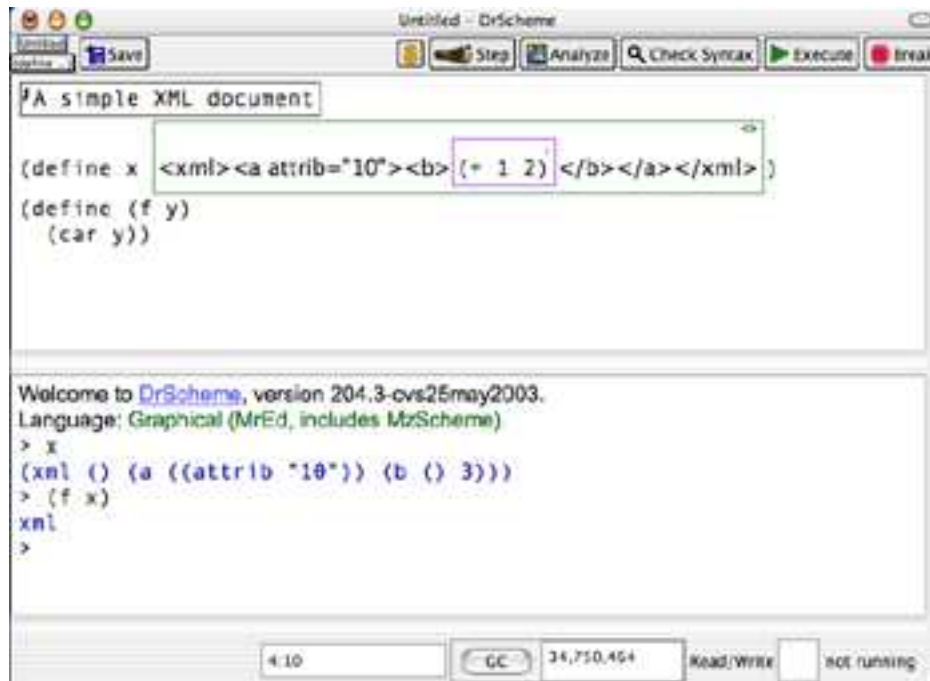 Untitled - DrScheme
Untitled Save Step Analyze Check Syntax Execute Break
A simple XML document
(define x <xml><a attrib="10"><b>(+ 1 2)</b></a></xml>)
(define (f y)
(car y))
Welcome to DrScheme, version 204.3-cvs25may2003.
Language: Graphical (MrEd, includes MzScheme)
> x
(xml () (a ((attrib "10")) (b () 3)))
> (f x)
xml
>
4:10 GC 34,750,464 Read/Write not running